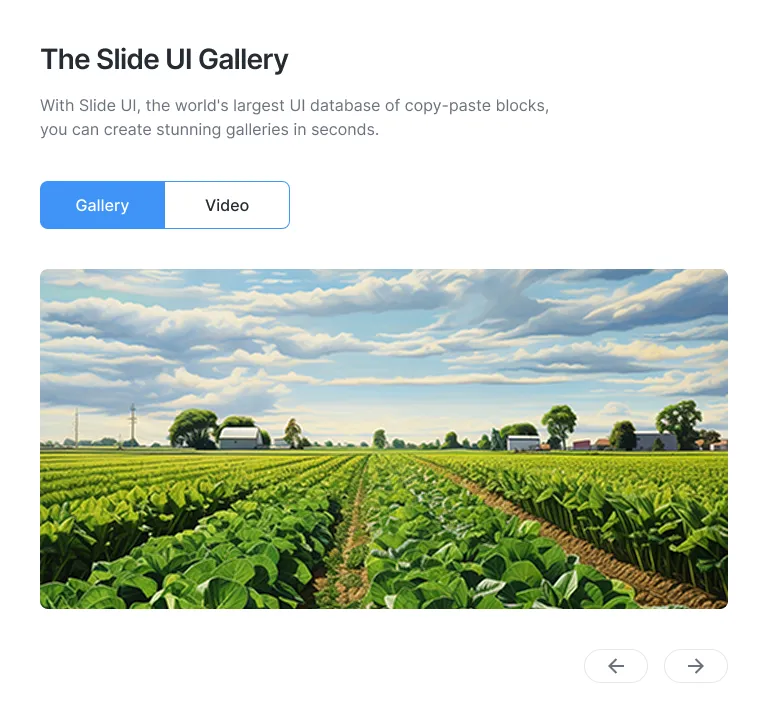 The Slide UI Gallery
With Slide UI, the world's largest UI database of copy-paste blocks,
you can create stunning galleries in seconds.
Gallery
Video